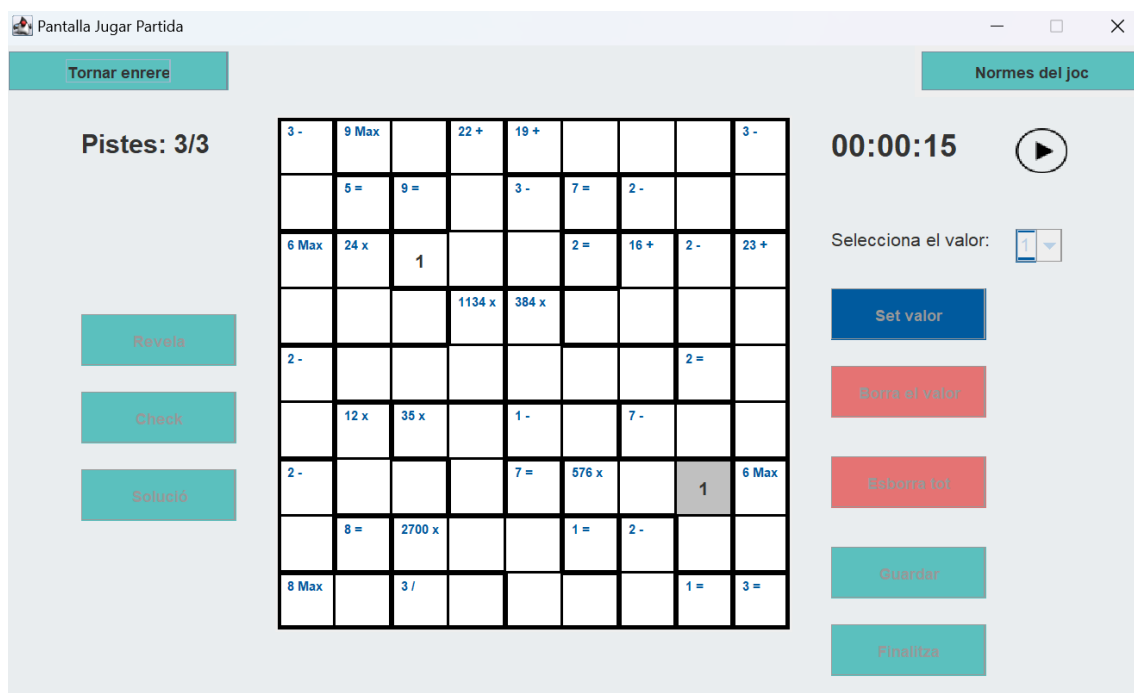 Pantalla Jugar Partida
Tornar enrere
Normes del joc
Pistes: 3/3
00:00:15
3 - 9 Max 22 + 19 + 3 -
5 = 9 = 3 - 7 = 2 -
6 Max 24 x 1 2 = 16 + 2 - 23 +
Selecciona el valor: 1
1134 x 384 x
Set valor
Revela
2 - 2 =
Borra el valor
12 x 35 x 1 - 7 -
Check
2 - 7 = 576 x 1 6 Max
Solució
Esborra tot
8 = 2700 x 1 = 2 -
8 Max 3 / 1 = 3 =
Guardar
Finalitza